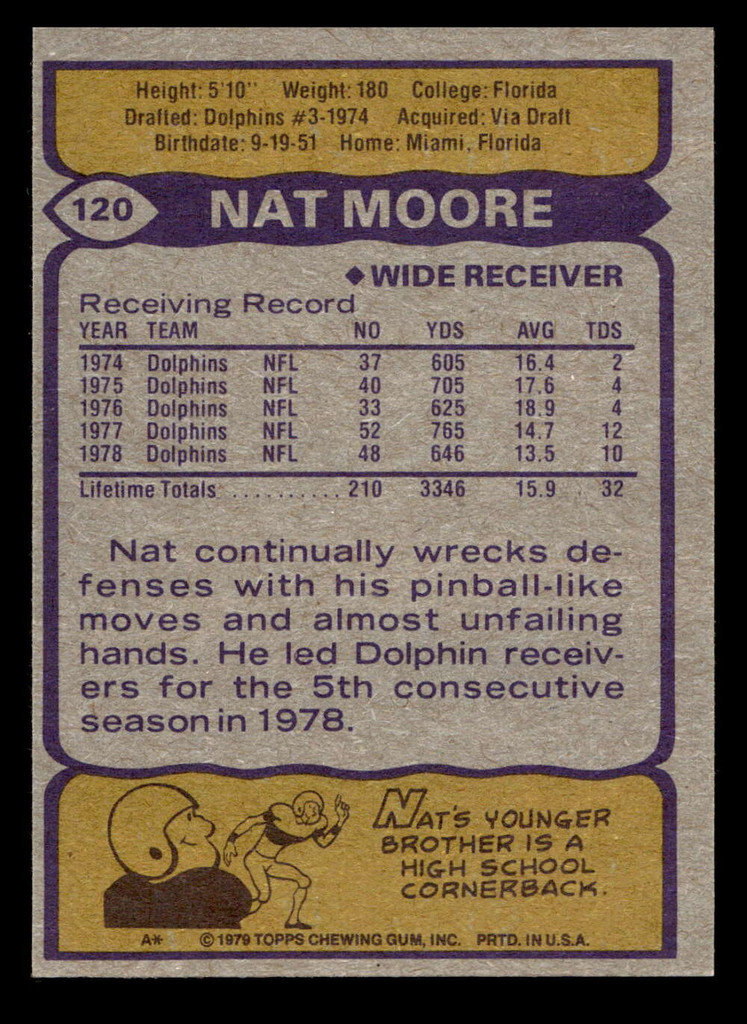 Height: 5'10" Weight: 180 College: Florida
Drafted: Dolphins #3-1974 Acquired: Via Draft
Birthdate: 9-19-51 Home: Miami, Florida
120 NAT MOORE
◆ WIDE RECEIVER
Receiving Record
YEAR TEAM NO YDS AVG TDS
1974 Dolphins NFL 37 605 16.4 2
1975 Dolphins NFL 40 705 17.6 4
1976 Dolphins NFL 33 625 18.9 4
1977 Dolphins NFL 52 765 14.7 12
1978 Dolphins NFL 48 646 13.5 10
Lifetime Totals .......... 210 3346 15.9 32
Nat continually wrecks de-
fenses with his pinball-like
moves and almost unfailing
hands. He led Dolphin receiv-
ers for the 5th consecutive
season in 1978.
NAT'S YOUNGER
BROTHER IS A
HIGH SCHOOL
CORNERBACK.
A* © 1979 TOPPS CHEWING GUM, INC. PRTD. IN U.S.A.